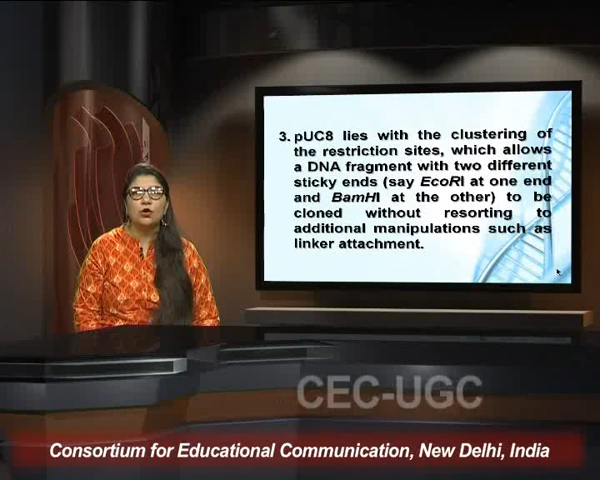 3. pUC8 lies with the clustering of
the restriction sites, which allows
a DNA fragment with two different
sticky ends (say EcoRI at one end
and BamHI at the other) to be
cloned without resorting to
additional manipulations such as
linker attachment.
CEC-UGC
Consortium for Educational Communication, New Delhi, India